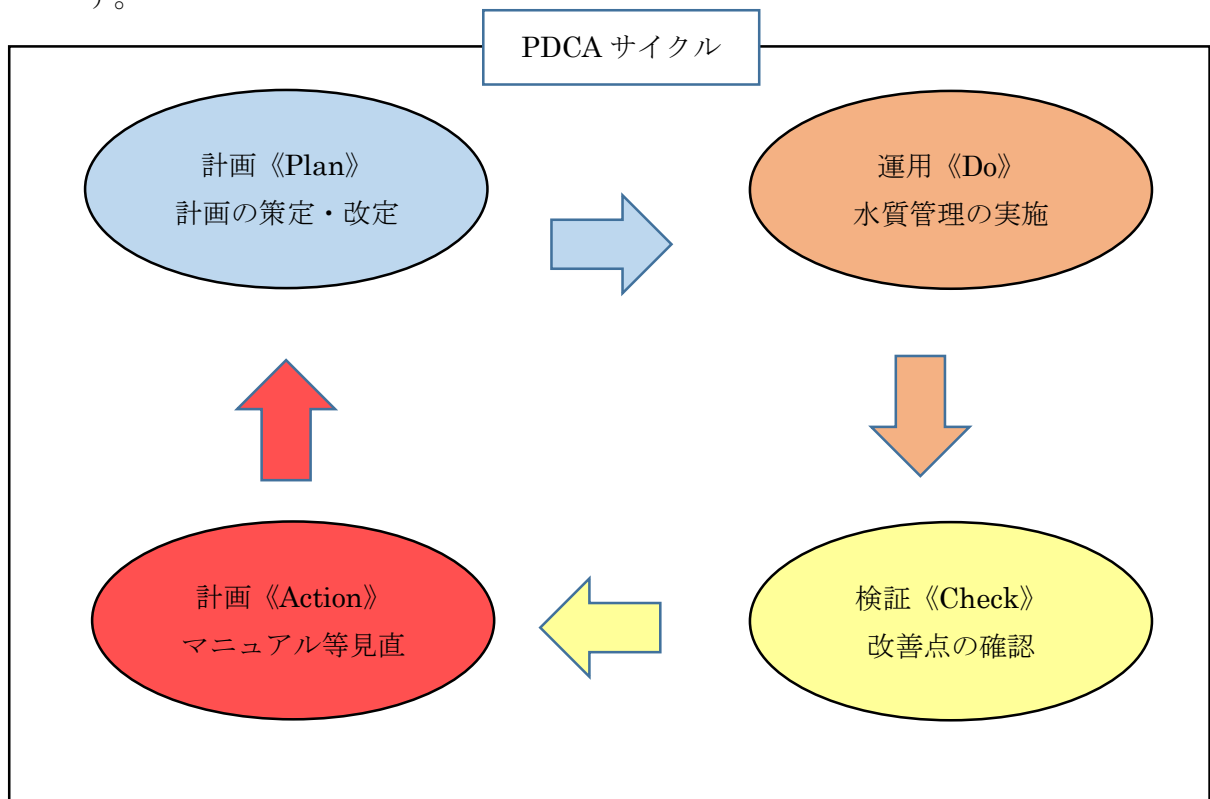 す。
PDCA サイクル
計画《Plan》
計画の策定・改定
運用《Do》
水質管理の実施
計画《Action》
マニュアル等見直
検証《Check》
改善点の確認